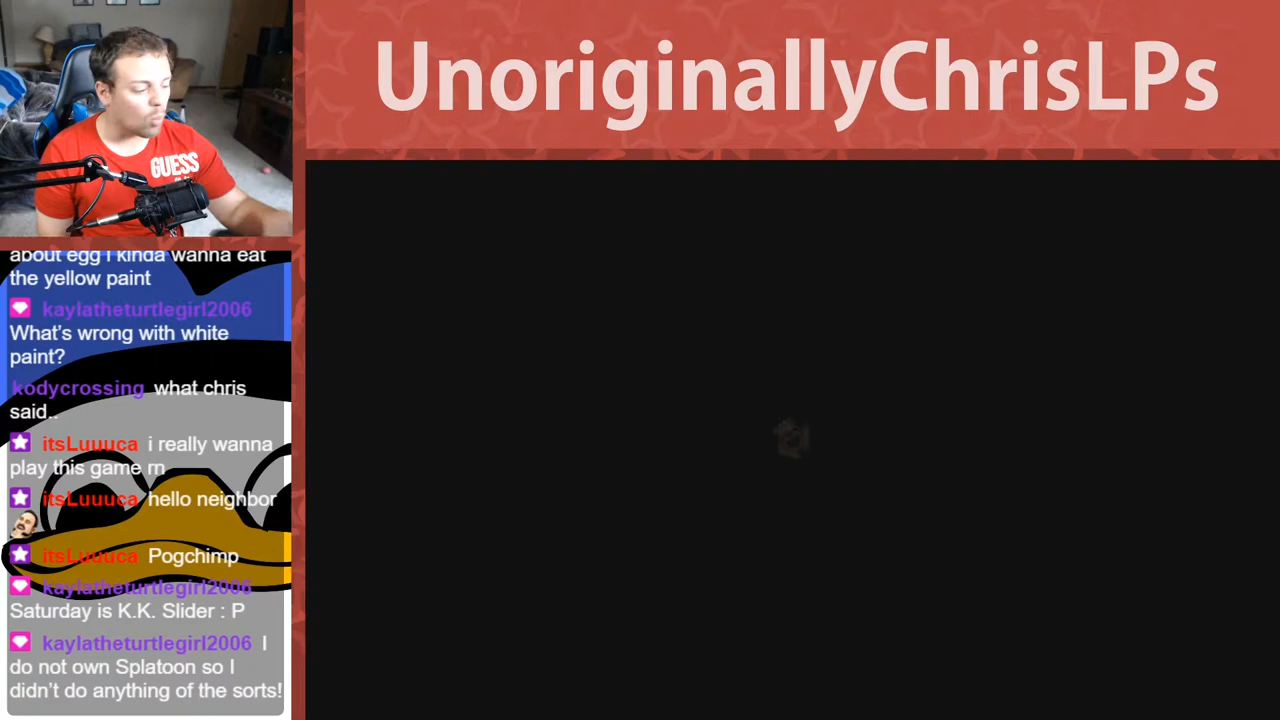 UnoriginallyChrisLPs
GUESS
about egg i kinda wanna eat
the yellow paint
kaylatheturtlegirl2006
What's wrong with white
paint?
kodycrossing what chris
said..
itsLuuuca i really wanna
play this game rn
itsLuuuca hello neighbor
itsLuuuca Pogchimp
kaylatheturtlegirl2006
Saturday is K.K. Slider : P
kaylatheturtlegirl2006 I
do not own Splatoon so I
didn't do anything of the sorts!